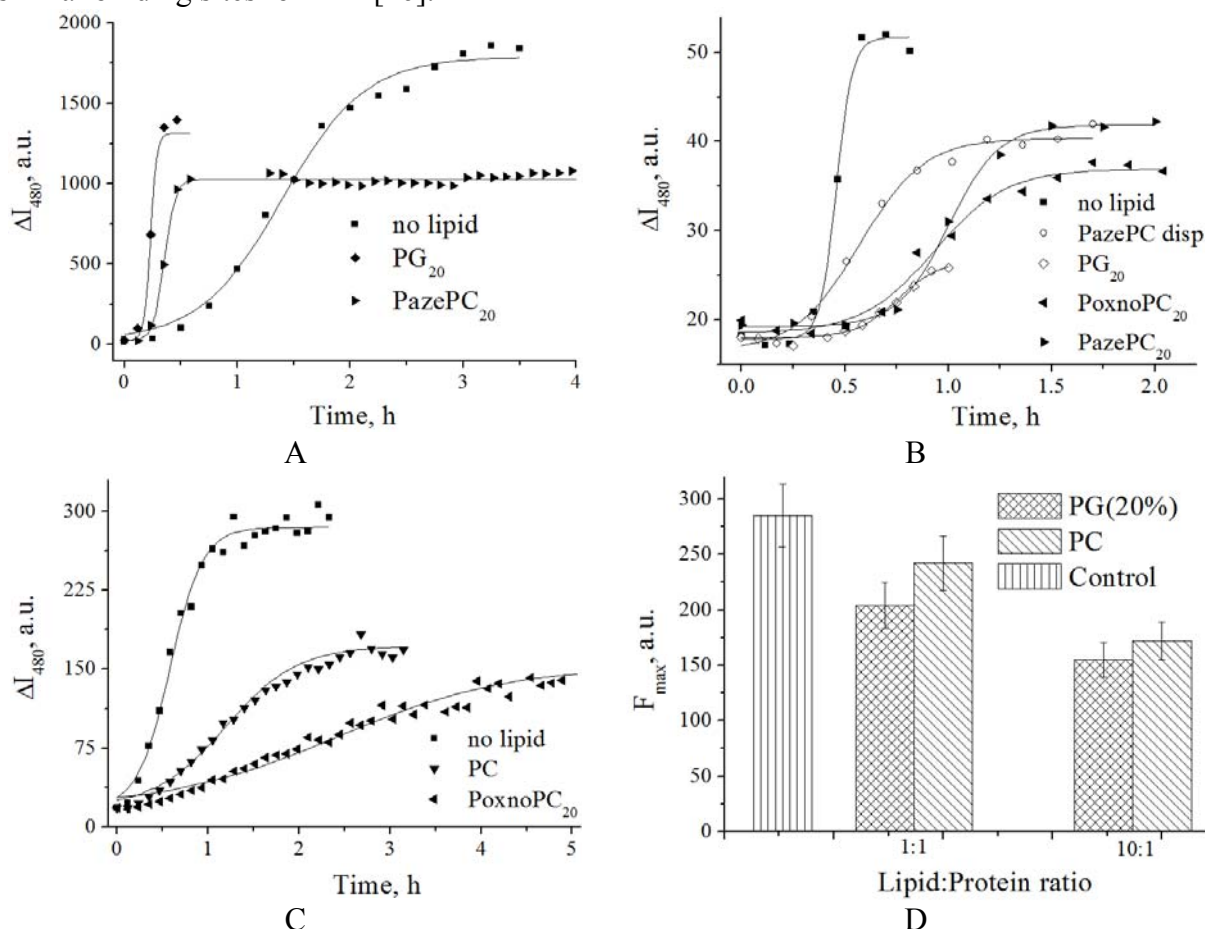 2000
1500
1000
500
0
ΔI480, a.u.
no lipid
PG20
PazePC20
0 1 2 3 4
Time, h
A
50
40
30
20
ΔI480, a.u.
no lipid
PazePC disp
PG20
PoxnoPC20
PazePC20
0.0 0.5 1.0 1.5 2.0
Time, h
B
300
225
150
75
0
ΔI480, a.u.
no lipid
PC
PoxnoPC20
0 1 2 3 4 5
Time, h
C
300
250
200
150
100
50
0
Fmax, a.u.
PG(20%)
PC
Control
1:1 10:1
Lipid:Protein ratio
D